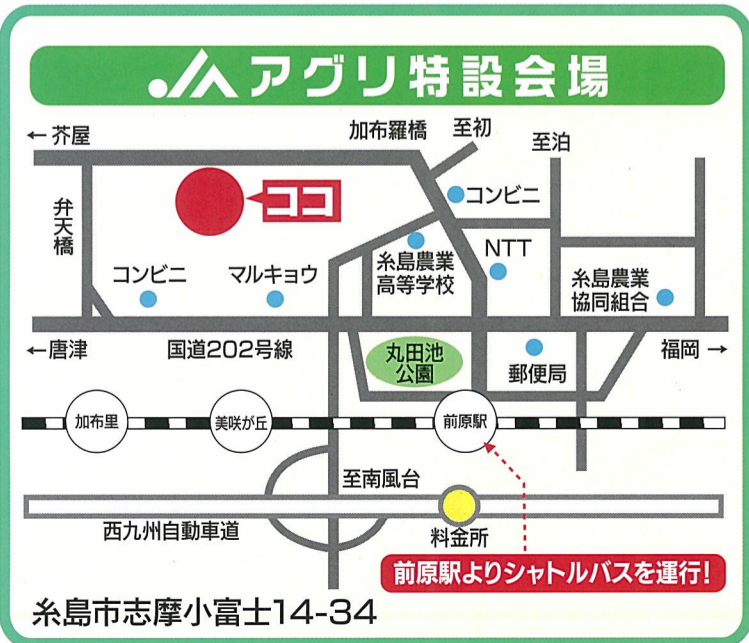 JA アグリ特設会場
← 芥屋
加布羅橋
至初
至泊
弁天橋
ココ
コンビニ
コンビニ
マルキョウ
糸島農業
高等学校
NTT
糸島農業
協同組合
←唐津
国道202号線
丸田池
公園
郵便局
福岡→
加布里
美咲が丘
前原駅
至南風台
西九州自動車道
料金所
前原駅よりシャトルバスを運行!
糸島市志摩小富士14-34